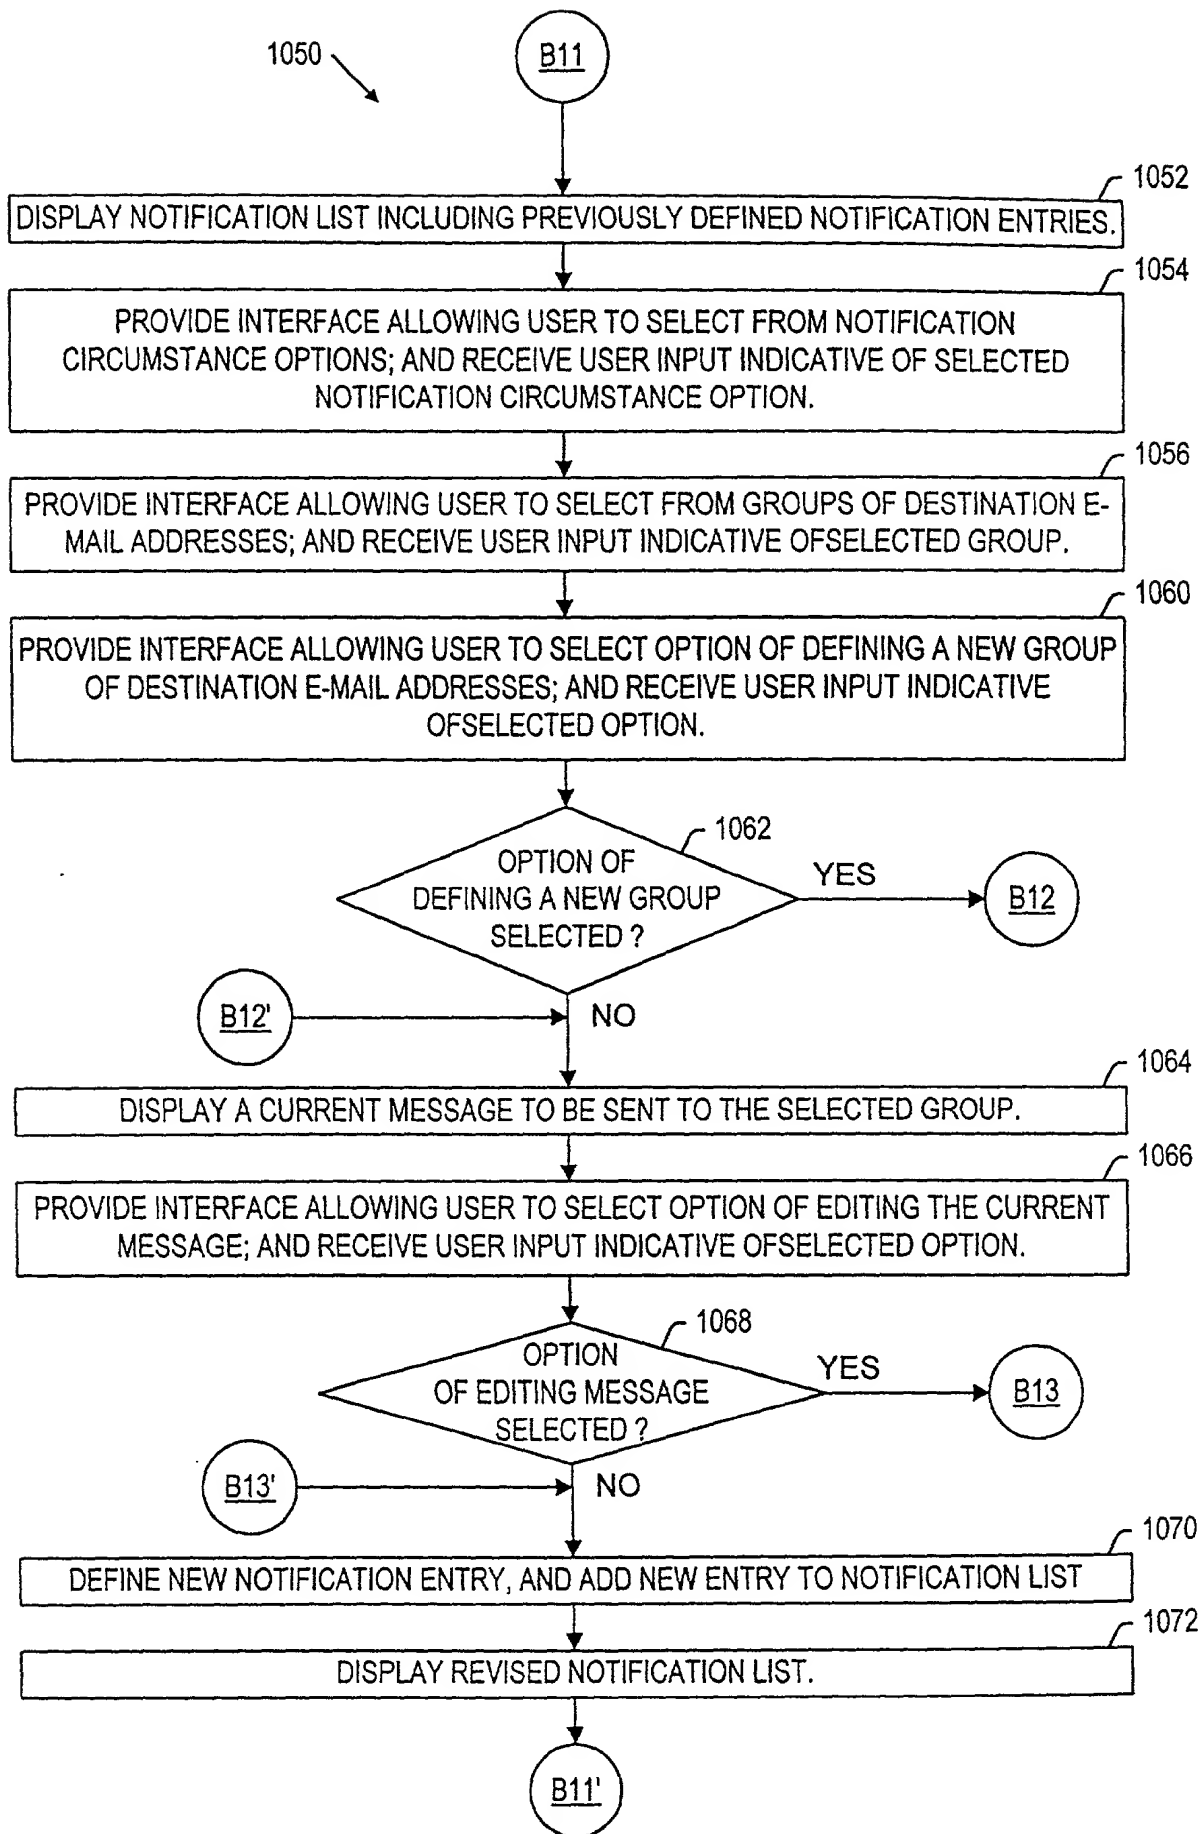 1050
B11
1052
DISPLAY NOTIFICATION LIST INCLUDING PREVIOUSLY DEFINED NOTIFICATION ENTRIES.
1054
PROVIDE INTERFACE ALLOWING USER TO SELECT FROM NOTIFICATION
CIRCUMSTANCE OPTIONS; AND RECEIVE USER INPUT INDICATIVE OF SELECTED
NOTIFICATION CIRCUMSTANCE OPTION.
1056
PROVIDE INTERFACE ALLOWING USER TO SELECT FROM GROUPS OF DESTINATION E-
MAIL ADDRESSES; AND RECEIVE USER INPUT INDICATIVE OFSELECTED GROUP.
1060
PROVIDE INTERFACE ALLOWING USER TO SELECT OPTION OF DEFINING A NEW GROUP
OF DESTINATION E-MAIL ADDRESSES; AND RECEIVE USER INPUT INDICATIVE
OFSELECTED OPTION.
1062
OPTION OF
DEFINING A NEW GROUP
SELECTED ?
YES
B12
B12'
NO
1064
DISPLAY A CURRENT MESSAGE TO BE SENT TO THE SELECTED GROUP.
1066
PROVIDE INTERFACE ALLOWING USER TO SELECT OPTION OF EDITING THE CURRENT
MESSAGE; AND RECEIVE USER INPUT INDICATIVE OFSELECTED OPTION.
1068
OPTION
OF EDITING MESSAGE
SELECTED ?
YES
B13
B13'
NO
1070
DEFINE NEW NOTIFICATION ENTRY, AND ADD NEW ENTRY TO NOTIFICATION LIST
1072
DISPLAY REVISED NOTIFICATION LIST.
B11'